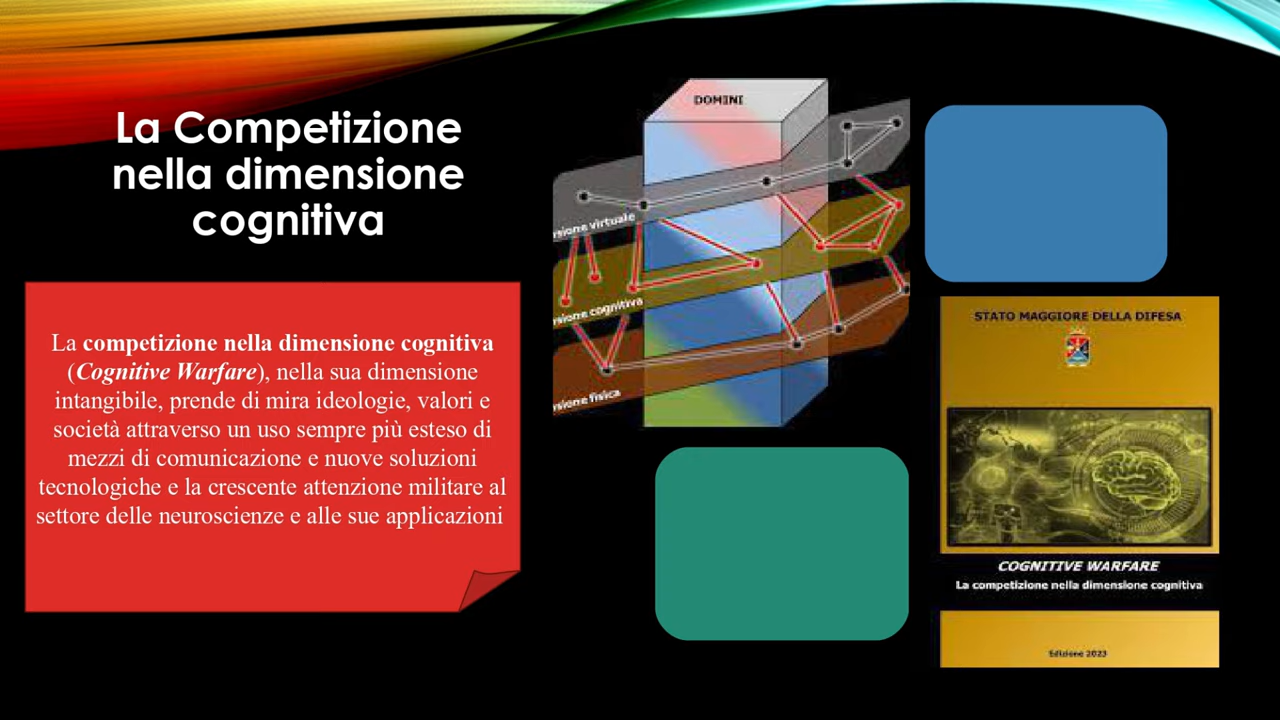 La Competizione
nella dimensione
cognitiva
La competizione nella dimensione cognitiva
(Cognitive Warfare), nella sua dimensione
intangibile, prende di mira ideologie, valori e
società attraverso un uso sempre più esteso di
mezzi di comunicazione e nuove soluzioni
tecnologiche e la crescente attenzione militare al
settore delle neuroscienze e alle sue applicazioni
DOMINI
sione virtuale
sione cognitiva
sione fisica
STATO MAGGIORE DELLA DIFESA
COGNITIVE WARFARE
La competizione nella dimensione cognitiva
Edizione 2023